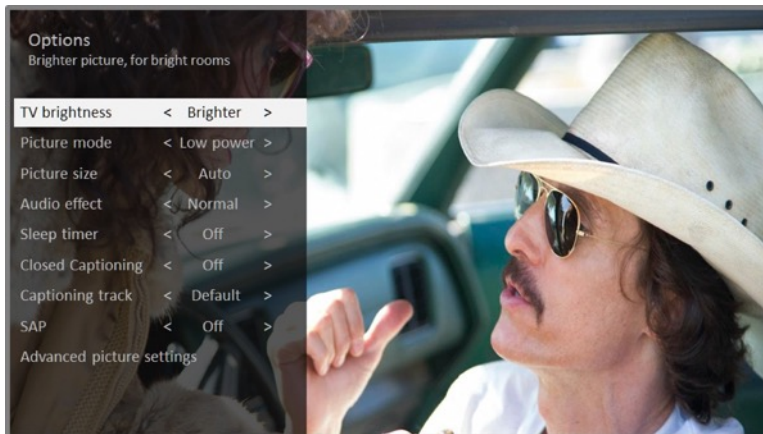 Options
Brighter picture, for bright rooms
TV brightness < Brighter >
Picture mode < Low power >
Picture size < Auto >
Audio effect < Normal >
Sleep timer < Off >
Closed Captioning < Off >
Captioning track < Default >
SAP < Off >
Advanced picture settings